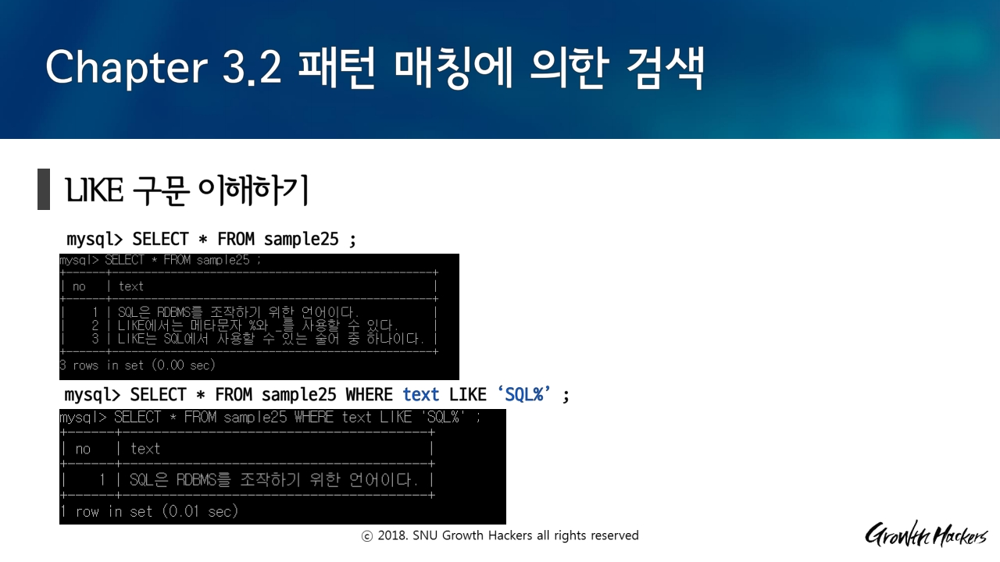 Chapter 3.2 패턴 매칭에 의한 검색
LIKE 구문 이해하기
mysql> SELECT * FROM sample25 ;
mysql> SELECT * FROM sample25 ;
+------+-------------------------------------------------+
| no | text |
+------+-------------------------------------------------+
| 1 | SQL은 RDBMS를 조작하기 위한 언어이다. |
| 2 | LIKE에서는 메타문자 %와 _를 사용할 수 있다. |
| 3 | LIKE는 SQL에서 사용할 수 있는 술어 중 하나이다. |
+------+-------------------------------------------------+
3 rows in set (0.00 sec)
mysql> SELECT * FROM sample25 WHERE text LIKE ‘SQL%’ ;
mysql> SELECT * FROM sample25 WHERE text LIKE 'SQL%' ;
+------+---------------------------------------+
| no | text |
+------+---------------------------------------+
| 1 | SQL은 RDBMS를 조작하기 위한 언어이다. |
+------+---------------------------------------+
1 row in set (0.01 sec)
ⓒ 2018. SNU Growth Hackers all rights reserved
Growth Hackers